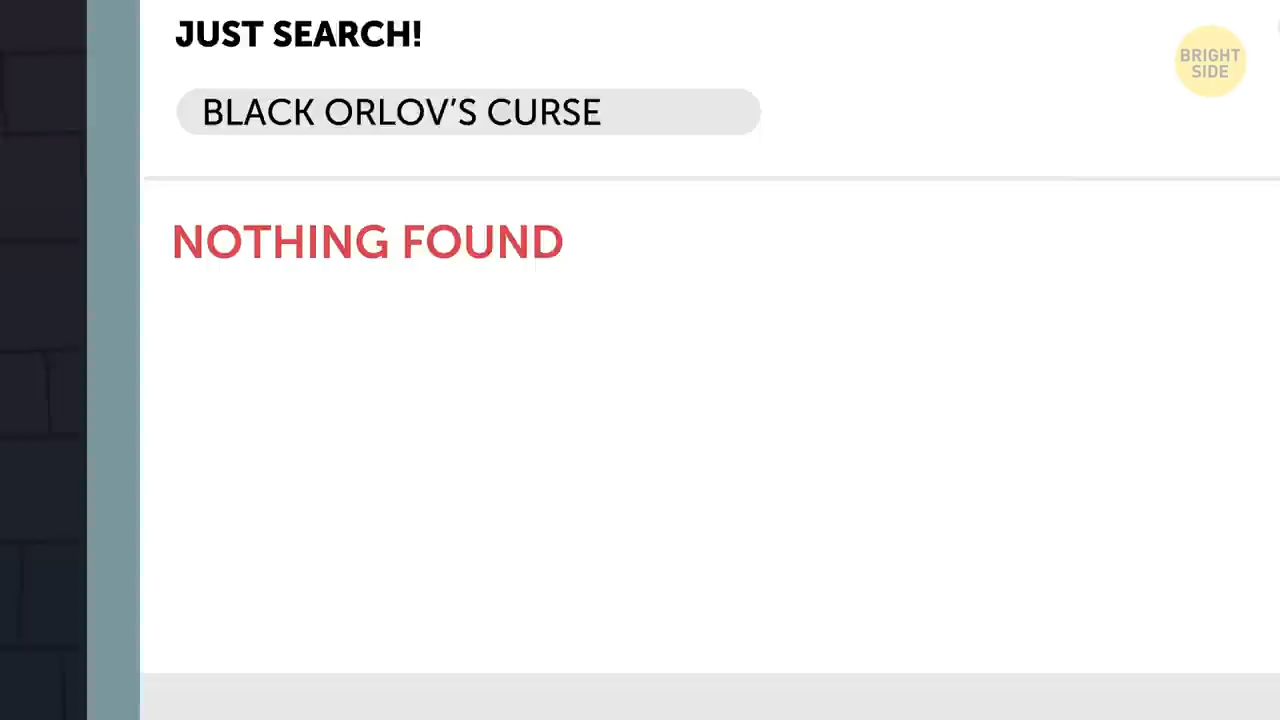 JUST SEARCH!
BRIGHT
SIDE
BLACK ORLOV’S CURSE
NOTHING FOUND